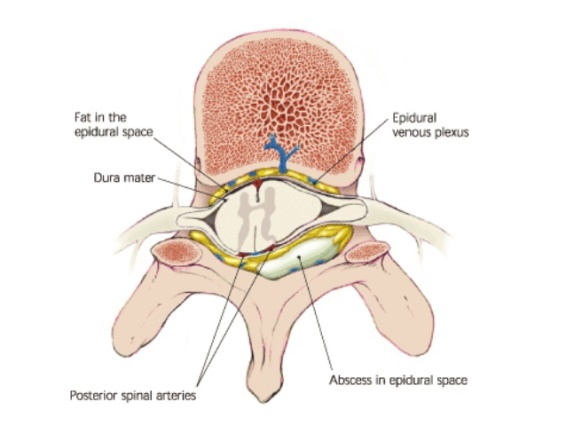 Fat in the
epidural space
Epidural
venous plexus
Dura mater
Abscess in epidural space
Posterior spinal arteries